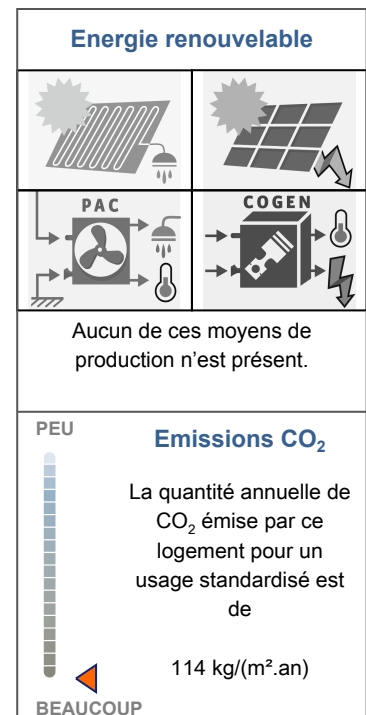 Energie renouvelable
PAC
COGEN
Aucun de ces moyens de
production n'est présent.
PEU
Emissions CO₂
La quantité annuelle de
CO₂ émise par ce
logement pour un
usage standardisé est
de
114 kg/(m².an)
BEAUCOUP